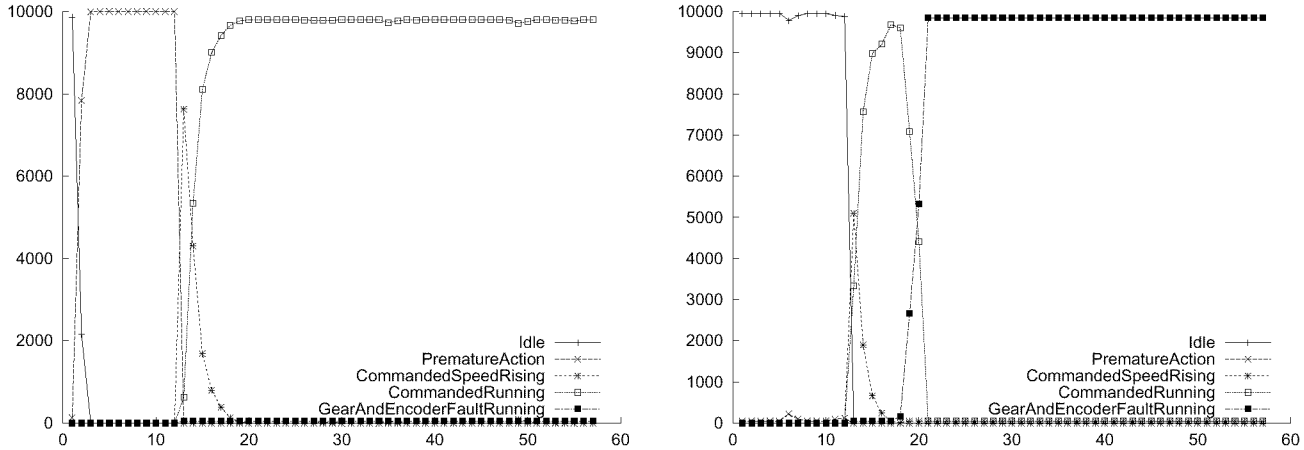 10000
8000
6000
4000
2000
0
Idle
PrematureAction
CommandedSpeedRising
CommandedRunning
GearAndEncoderFaultRunning
0 10 20 30 40 50 60
10000
9000
8000
7000
6000
5000
4000
3000
2000
1000
0
Idle
PrematureAction
CommandedSpeedRising
CommandedRunning
GearAndEncoderFaultRunning
0 10 20 30 40 50 60